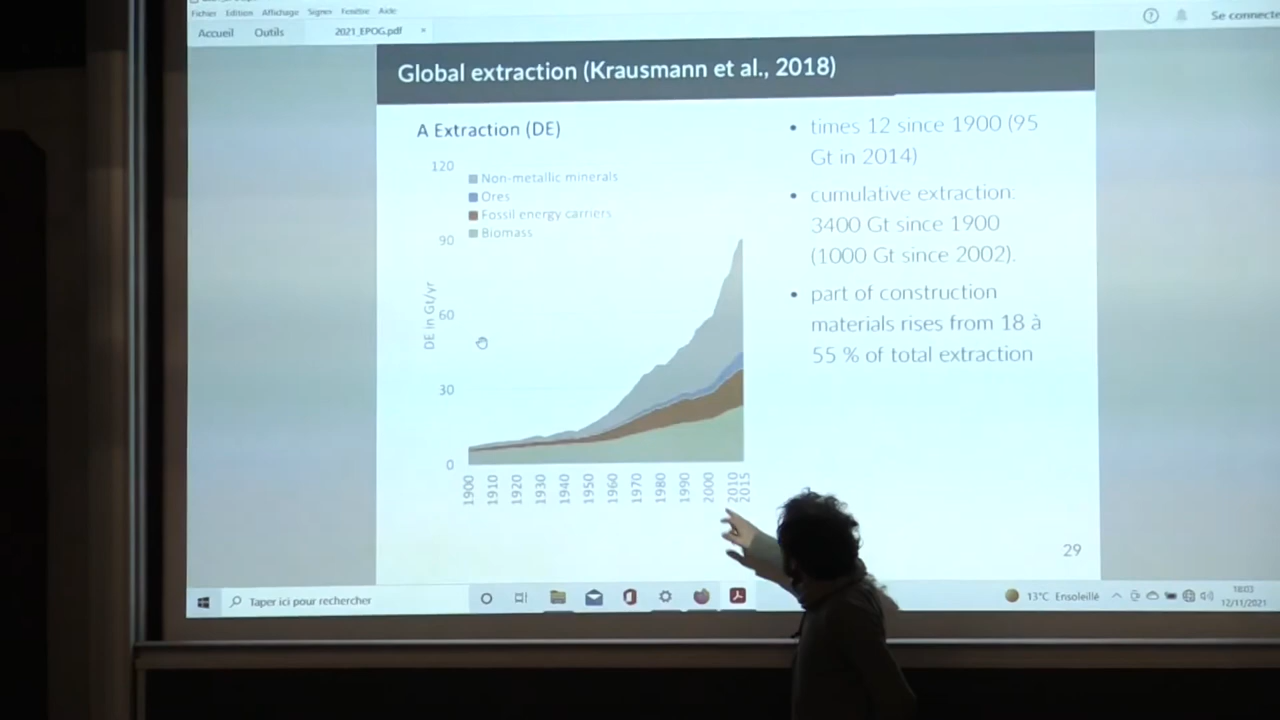 Fichier Edition Affichage Signer Fenêtre Aide
Accueil Outils 2021_EPOG.pdf ×
Se connecte
Global extraction (Krausmann et al., 2018)
A Extraction (DE)
120
90
60
30
0
DE in Gt/yr
Non-metallic minerals
Ores
Fossil energy carriers
Biomass
1900 1910 1920 1930 1940 1950 1960 1970 1980 1990 2000 2010 2015
• times 12 since 1900 (95
Gt in 2014)
• cumulative extraction:
3400 Gt since 1900
(1000 Gt since 2002).
• part of construction
materials rises from 18 à
55 % of total extraction
29
Taper ici pour rechercher
13°C Ensoleillé
18:03
12/11/2021